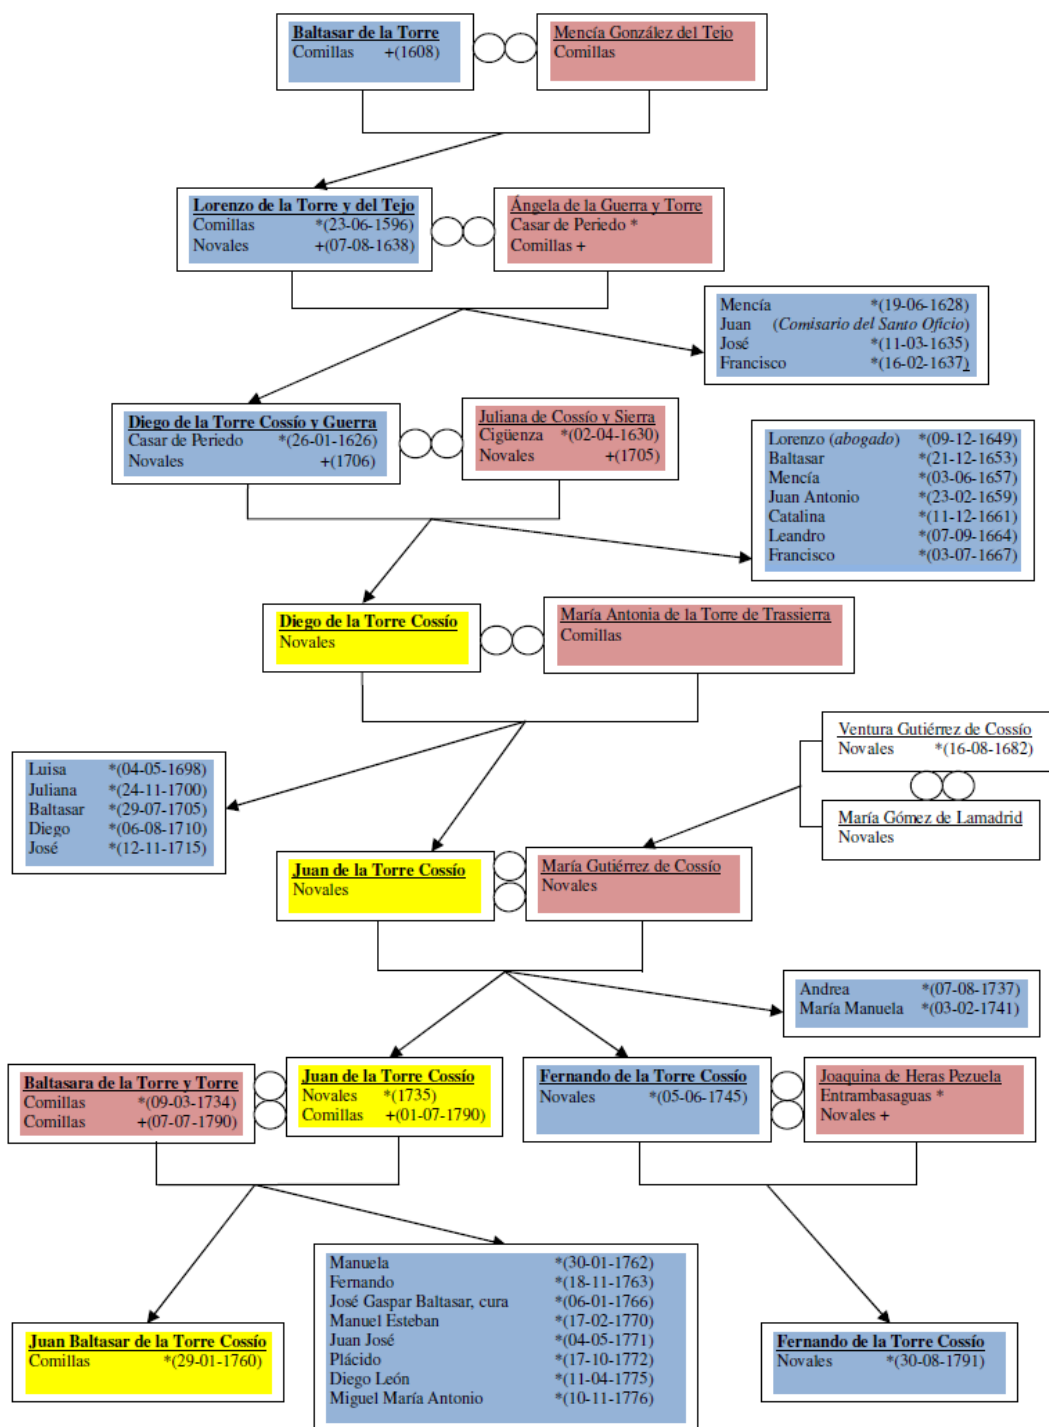 Baltasar de la Torre
Comillas +(1608)
Mencía González del Tejo
Comillas
Lorenzo de la Torre y del Tejo
Comillas *(23-06-1596)
Novales +(07-08-1638)
Ángela de la Guerra y Torre
Casar de Periedo *
Comillas +
Mencía *(19-06-1628)
Juan (Comisario del Santo Oficio)
José *(11-03-1635)
Francisco *(16-02-1637)
Diego de la Torre Cossío y Guerra
Casar de Periedo *(26-01-1626)
Novales +(1706)
Juliana de Cossío y Sierra
Cigüenza *(02-04-1630)
Novales +(1705)
Lorenzo (abogado) *(09-12-1649)
Baltasar *(21-12-1653)
Mencía *(03-06-1657)
Juan Antonio *(23-02-1659)
Catalina *(11-12-1661)
Leandro *(07-09-1664)
Francisco *(03-07-1667)
Diego de la Torre Cossío
Novales
María Antonia de la Torre de Trassierra
Comillas
Ventura Gutiérrez de Cossío
Novales *(16-08-1682)
María Gómez de Lamadrid
Novales
Luisa *(04-05-1698)
Juliana *(24-11-1700)
Baltasar *(29-07-1705)
Diego *(06-08-1710)
José *(12-11-1715)
Juan de la Torre Cossío
Novales
María Gutiérrez de Cossío
Novales
Andrea *(07-08-1737)
María Manuela *(03-02-1741)
Baltasara de la Torre y Torre
Comillas *(09-03-1734)
Comillas +(07-07-1790)
Juan de la Torre Cossío
Novales *(1735)
Comillas +(01-07-1790)
Fernando de la Torre Cossío
Novales *(05-06-1745)
Joaquina de Heras Pezuela
Entrambasaguas *
Novales +
Manuela *(30-01-1762)
Fernando *(18-11-1763)
José Gaspar Baltasar, cura *(06-01-1766)
Manuel Esteban *(17-02-1770)
Juan José *(04-05-1771)
Plácido *(17-10-1772)
Diego León *(11-04-1775)
Miguel María Antonio *(10-11-1776)
Juan Baltasar de la Torre Cossío
Comillas *(29-01-1760)
Fernando de la Torre Cossío
Novales *(30-08-1791)